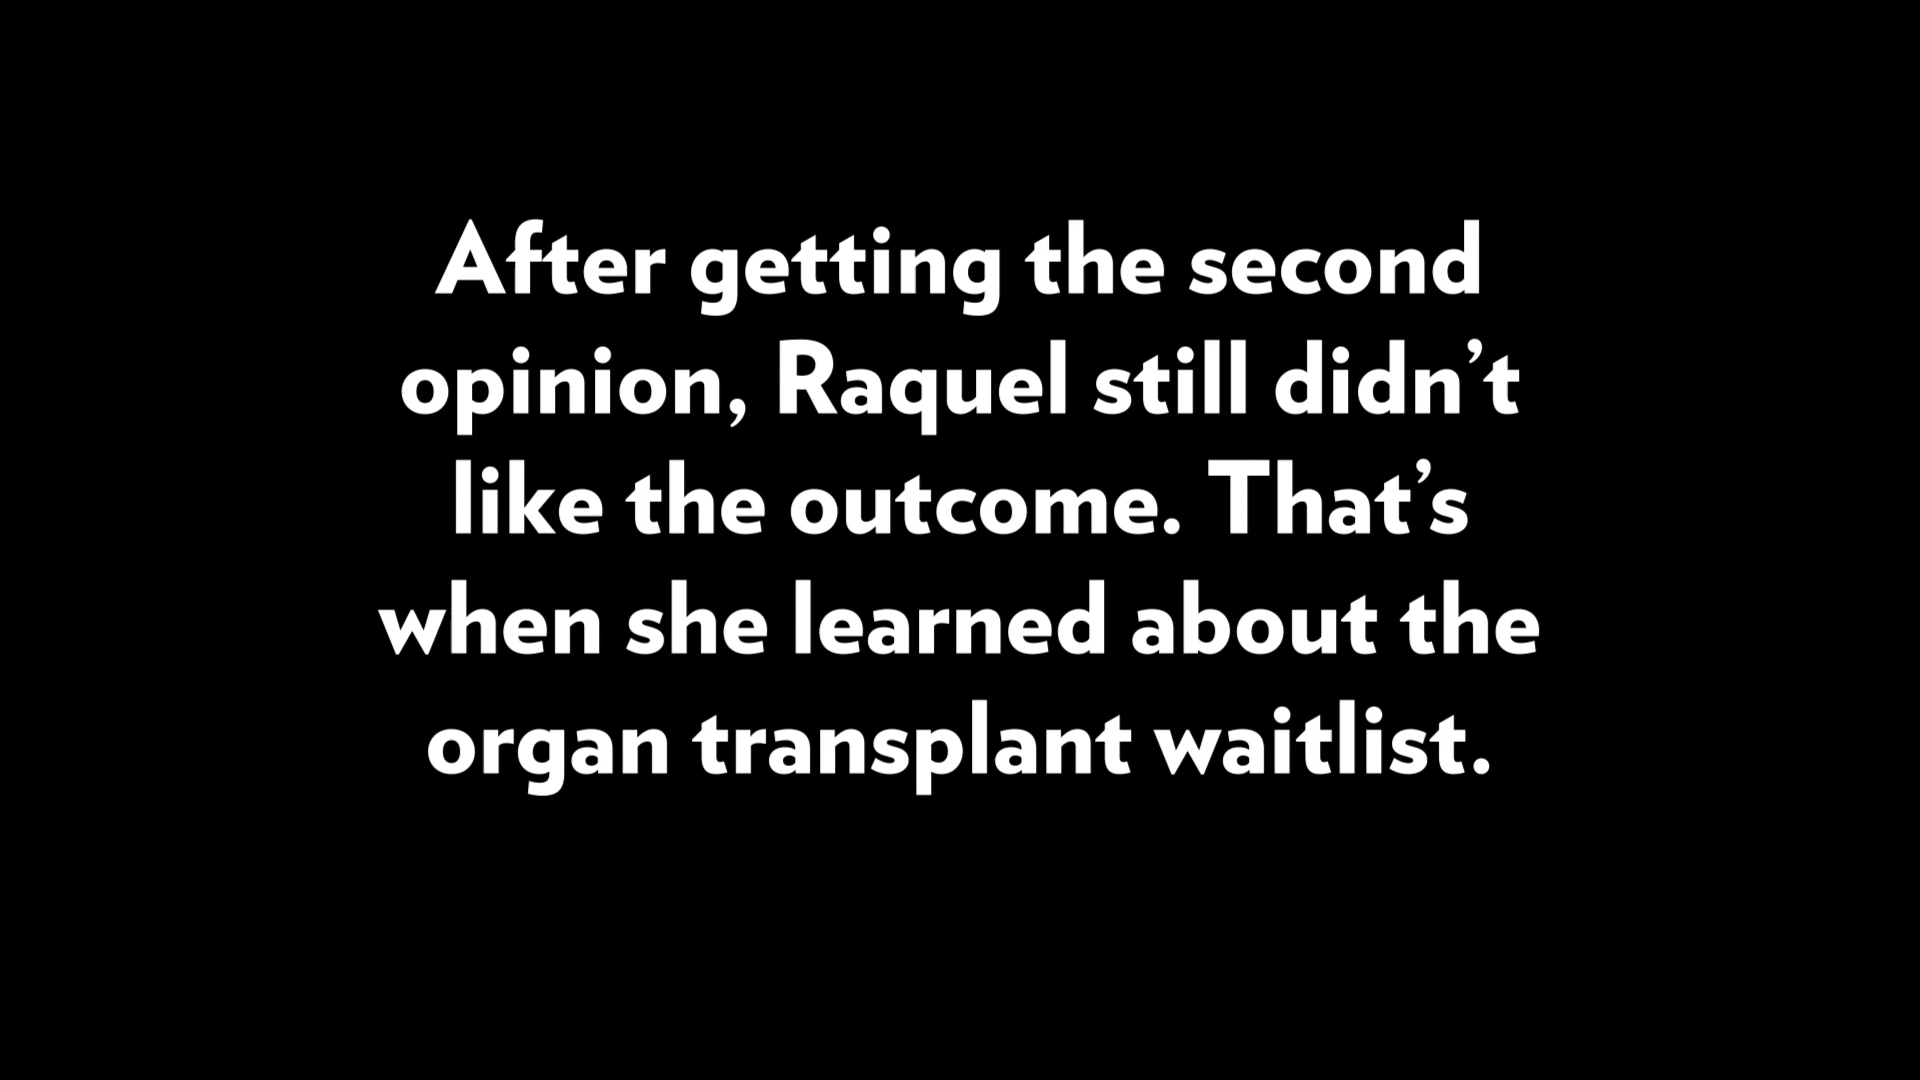 After getting the second
opinion, Raquel still didn’t
like the outcome. That’s
when she learned about the
organ transplant waitlist.